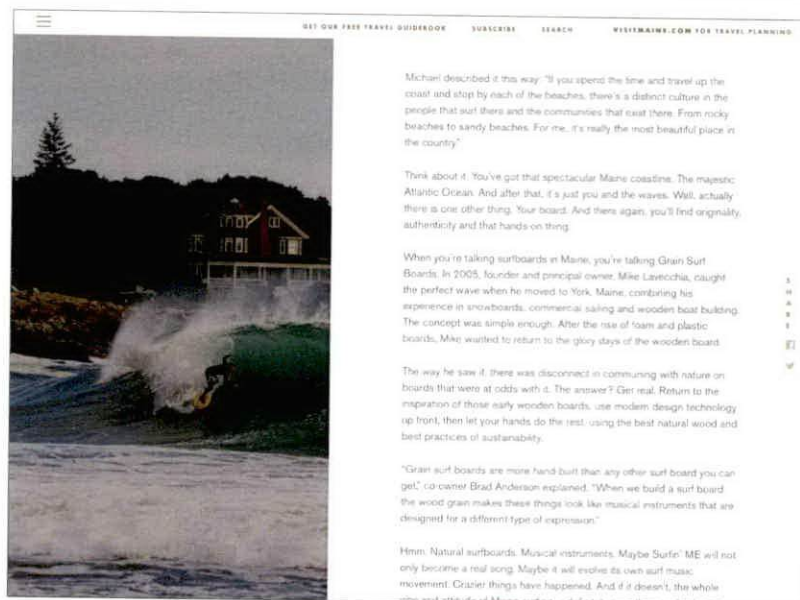 GET OUR FREE TRAVEL GUIDEBOOK SUBSCRIBE SEARCH VISITMAINE.COM FOR TRAVEL PLANNING
Michael described it this way: "If you spend the time and travel up the
coast and stop by each of the beaches, there's a distinct culture in the
people that surf there and the communities that exist there. From rocky
beaches to sandy beaches. For me, it's really the most beautiful place in
the country."
Think about it. You've got that spectacular Maine coastline. The majestic
Atlantic Ocean. And after that, it's just you and the waves. Well, actually
there is one other thing. Your board. And there again, you'll find originality,
authenticity and that hands-on thing.
When you're talking surfboards in Maine, you're talking Grain Surf
Boards. In 2005, founder and principal owner, Mike Lavecchia, caught
the perfect wave when he moved to York, Maine, combining his
experience in snowboards, commercial sailing and wooden boat building.
The concept was simple enough. After the rise of foam and plastic
boards, Mike wanted to return to the glory days of the wooden board.
The way he saw it, there was disconnect in communing with nature on
boards that were at odds with it. The answer? Get real. Return to the
inspiration of those early wooden boards, use modern design technology
up front, then let your hands do the rest, using the best natural wood and
best practices of sustainability.
"Grain surf boards are more hand-built than any other surf board you can
get," co-owner Brad Anderson explained. "When we build a surf board
the wood grain makes these things look like musical instruments that are
designed for a different type of expression."
Hmm. Natural surfboards. Musical instruments. Maybe Surfin' ME will not
only become a real song. Maybe it will evolve its own surf music
movement. Crazier things have happened. And if it doesn't, the whole
SHARE